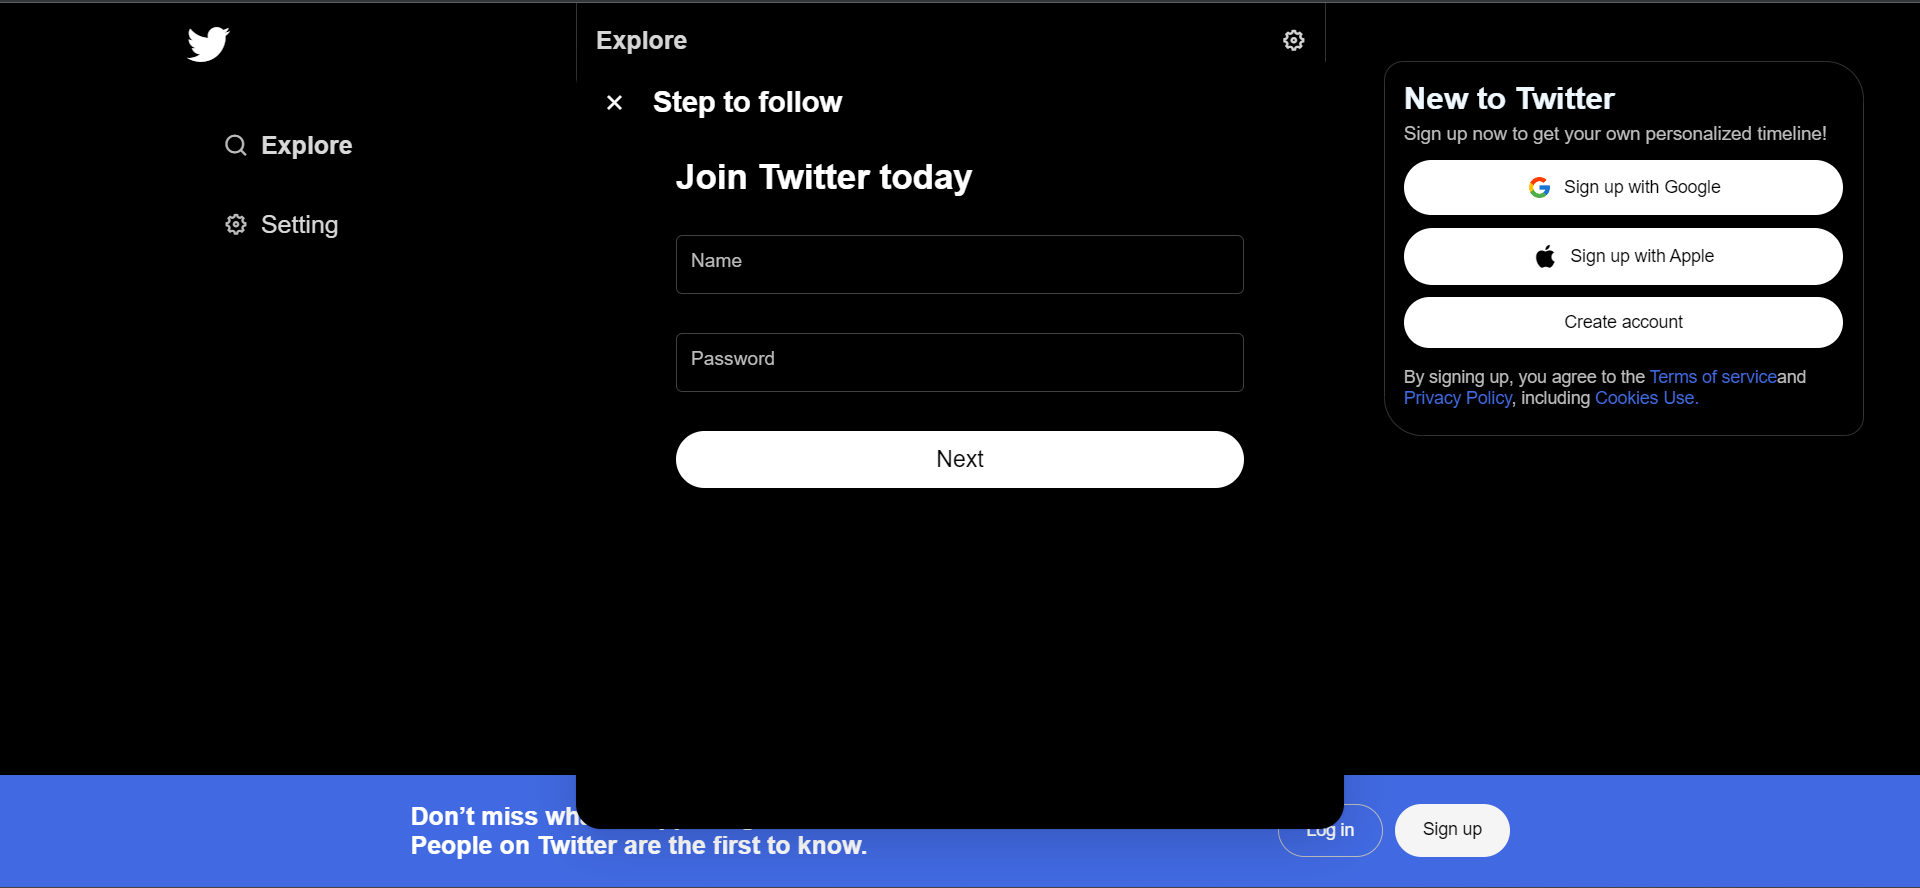 Explore
Setting
Explore
Step to follow
Join Twitter today
Name
Password
Next
New to Twitter
Sign up now to get your own personalized timeline!
Sign up with Google
Sign up with Apple
Create account
By signing up, you agree to the Terms of serviceand
Privacy Policy, including Cookies Use.
Don’t miss
People on Twitter are the first to know.
Log in
Sign up